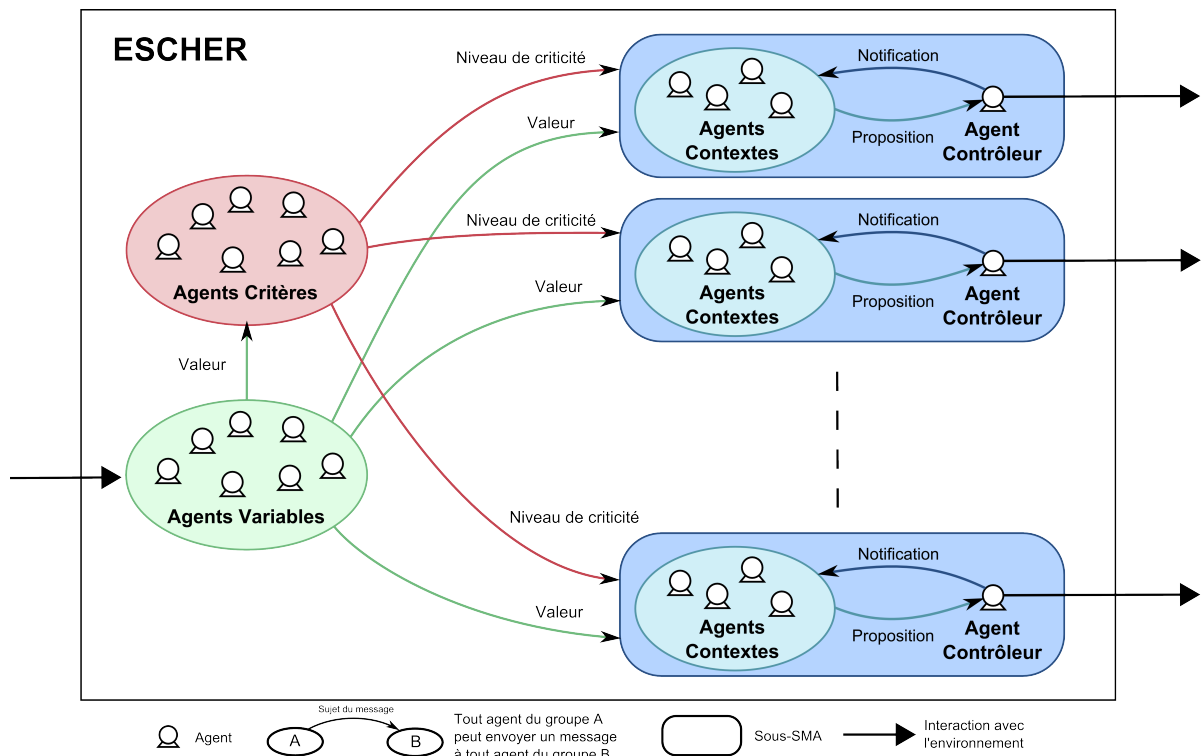 ESCHER
Niveau de criticité
Valeur
Agents
Contextes
Notification
Proposition
Agent
Contrôleur
Niveau de criticité
Valeur
Agents
Contextes
Notification
Proposition
Agent
Contrôleur
Agents Critères
Valeur
Agents Variables
Niveau de criticité
Valeur
Agents
Contextes
Notification
Proposition
Agent
Contrôleur
Agent
Sujet du message
A
B
Tout agent du groupe A
peut envoyer un message
à tout agent du groupe B
Sous-SMA
Interaction avec
l'environnement